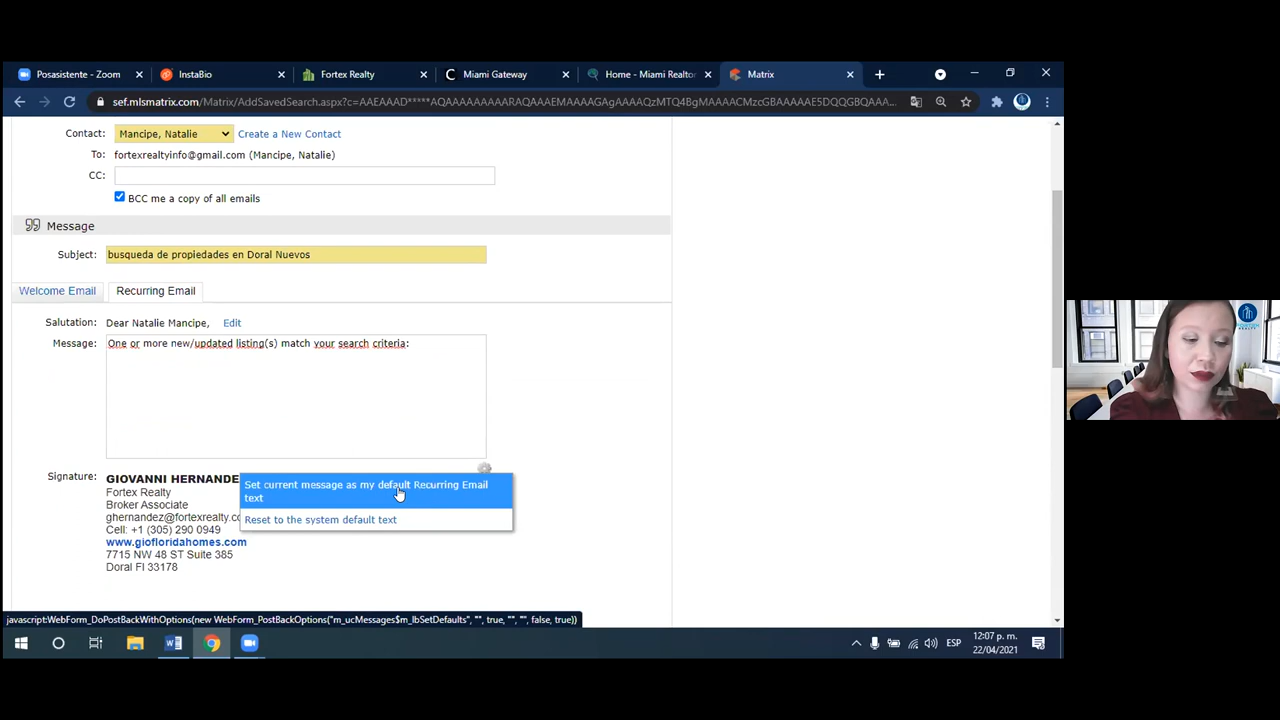 Posasistente - Zoom
InstaBio
Fortex Realty
Miami Gateway
Home - Miami Realtor
Matrix
sef.mlsmatrix.com/Matrix/AddSavedSearch.aspx?c=AAEAAAD*****AQAAAAAAAAARAQAAAEMAAAAGAgAAAAQzMTQ4BgMAAAACMzcGBAAAAAE5DQQGBQAAA...
Contact: Mancipe, Natalie Create a New Contact
To: fortexrealtyinfo@gmail.com (Mancipe, Natalie)
CC:
BCC me a copy of all emails
Message
Subject: busqueda de propiedades en Doral Nuevos
Welcome Email Recurring Email
Salutation: Dear Natalie Mancipe, Edit
Message: One or more new/updated listing(s) match your search criteria:
Signature: GIOVANNI HERNANDE
Fortex Realty
Broker Associate
ghernandez@fortexrealty.co
Cell: +1 (305) 290 0949
www.giofloridahomes.com
7715 NW 48 ST Suite 385
Doral Fl 33178
Set current message as my default Recurring Email
text
Reset to the system default text
javascript:WebForm_DoPostBackWithOptions(new WebForm_PostBackOptions("m_ucMessages$m_lbSetDefaults", "", true, "", "", false, true))
ESP
12:07 p. m.
22/04/2021